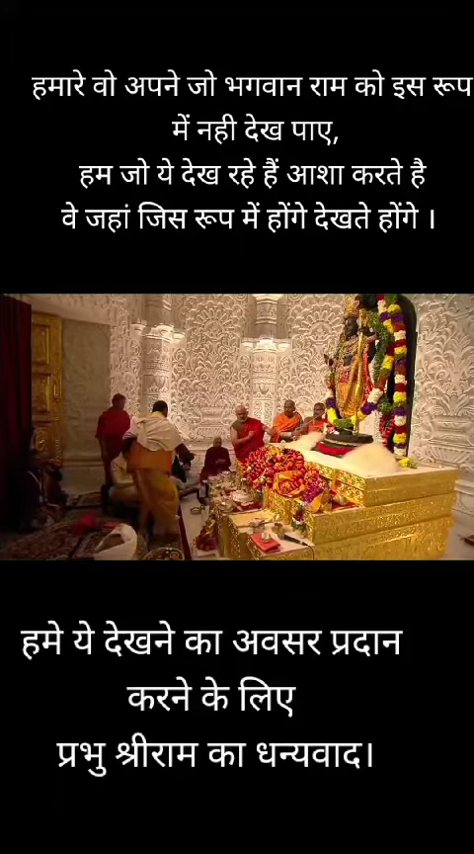 हमारे वो अपने जो भगवान राम को इस रूप
में नही देख पाए,
हम जो ये देख रहे हैं आशा करते है
वे जहां जिस रूप में होंगे देखते होंगे ।
हमे ये देखने का अवसर प्रदान
करने के लिए
प्रभु श्रीराम का धन्यवाद।